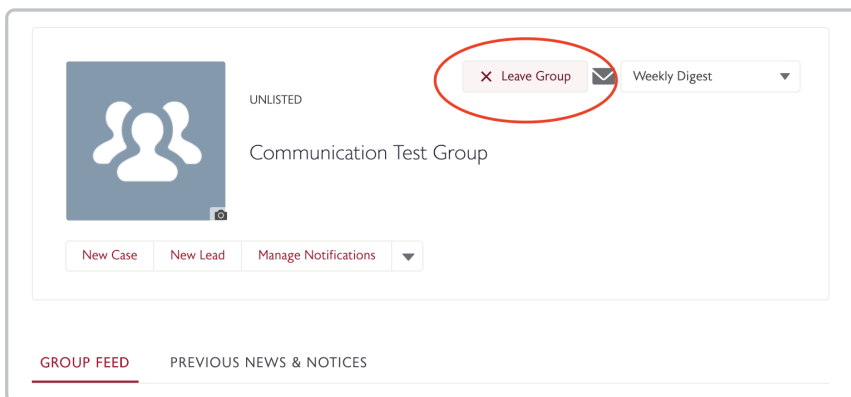 Leave Group
Weekly Digest
UNLISTED
Communication Test Group
New Case
New Lead
Manage Notifications
GROUP FEED
PREVIOUS NEWS & NOTICES